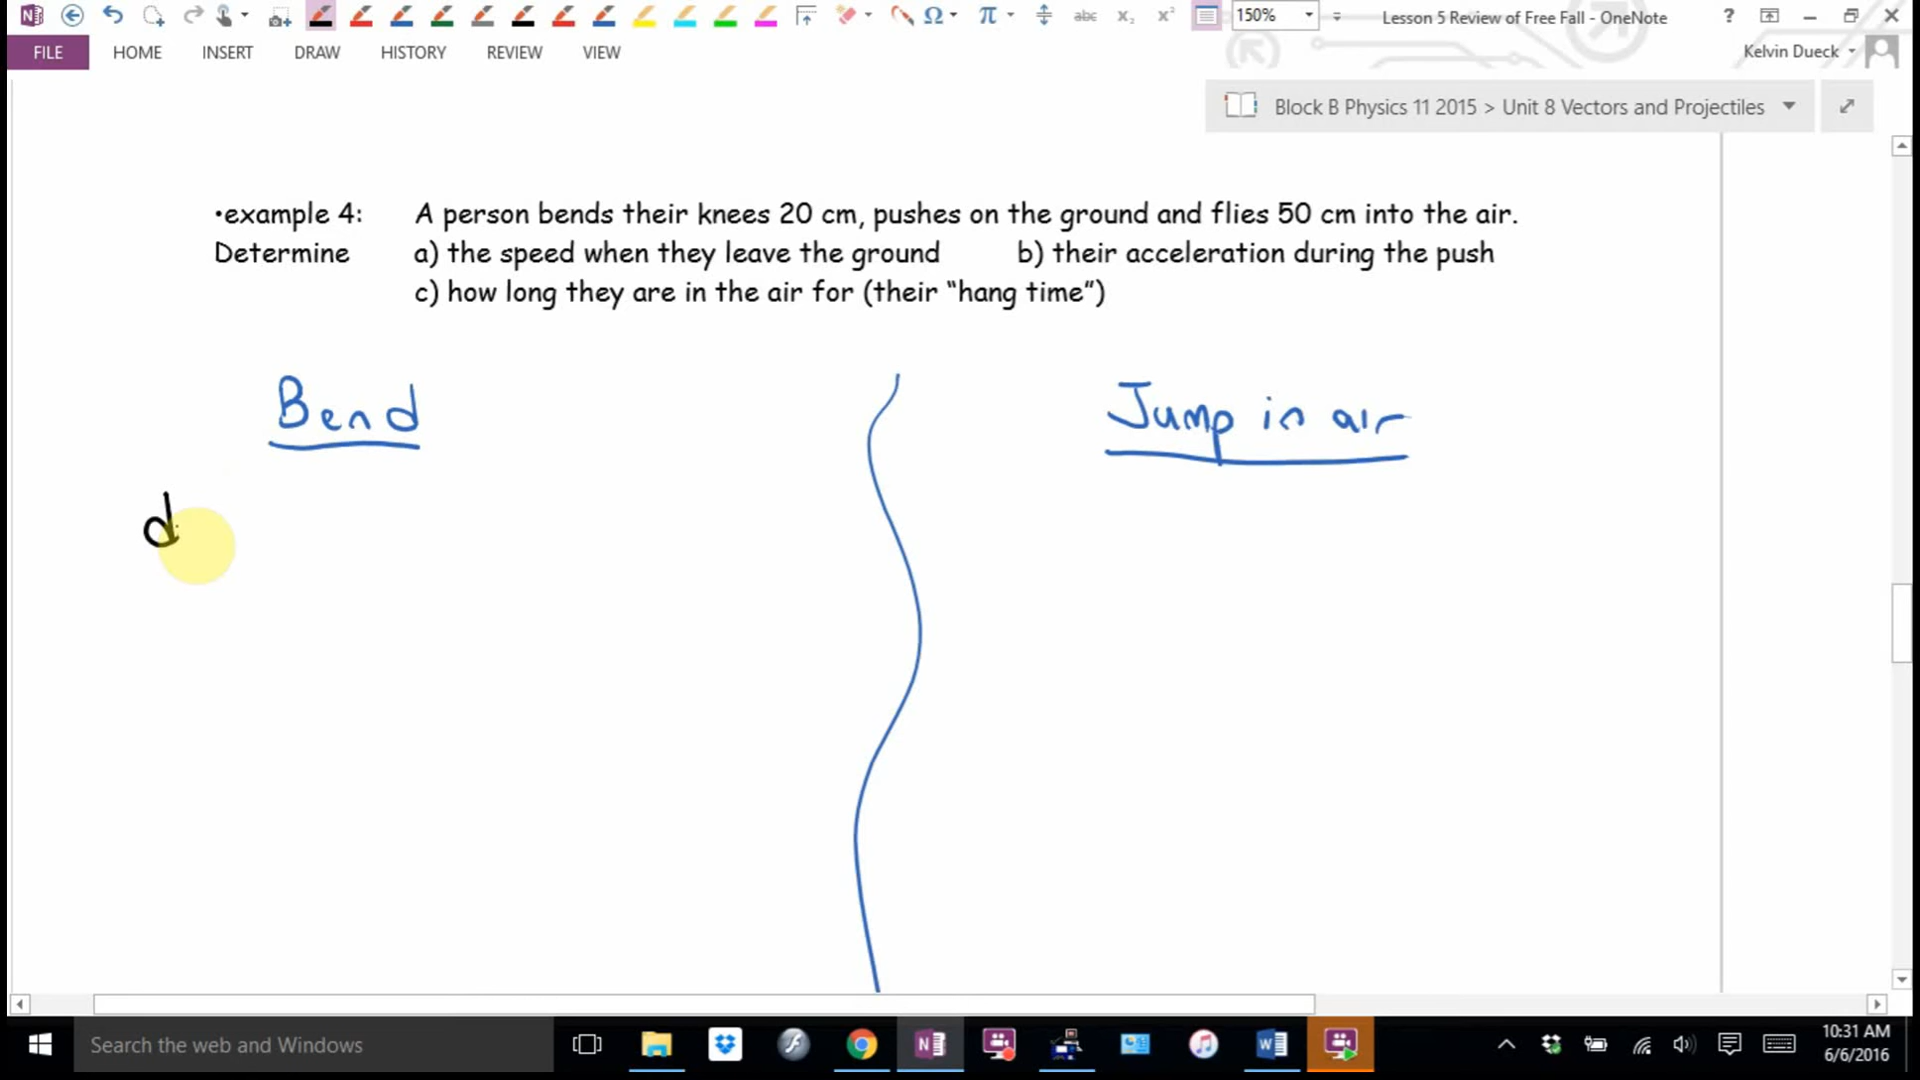 Lesson 5 Review of Free Fall - OneNote
150%
FILE HOME INSERT DRAW HISTORY REVIEW VIEW
Kelvin Dueck
Block B Physics 11 2015 > Unit 8 Vectors and Projectiles
•example 4: A person bends their knees 20 cm, pushes on the ground and flies 50 cm into the air.
Determine a) the speed when they leave the ground b) their acceleration during the push
c) how long they are in the air for (their “hang time”)
Bend
Jump in air
d
Search the web and Windows
10:31 AM
6/6/2016